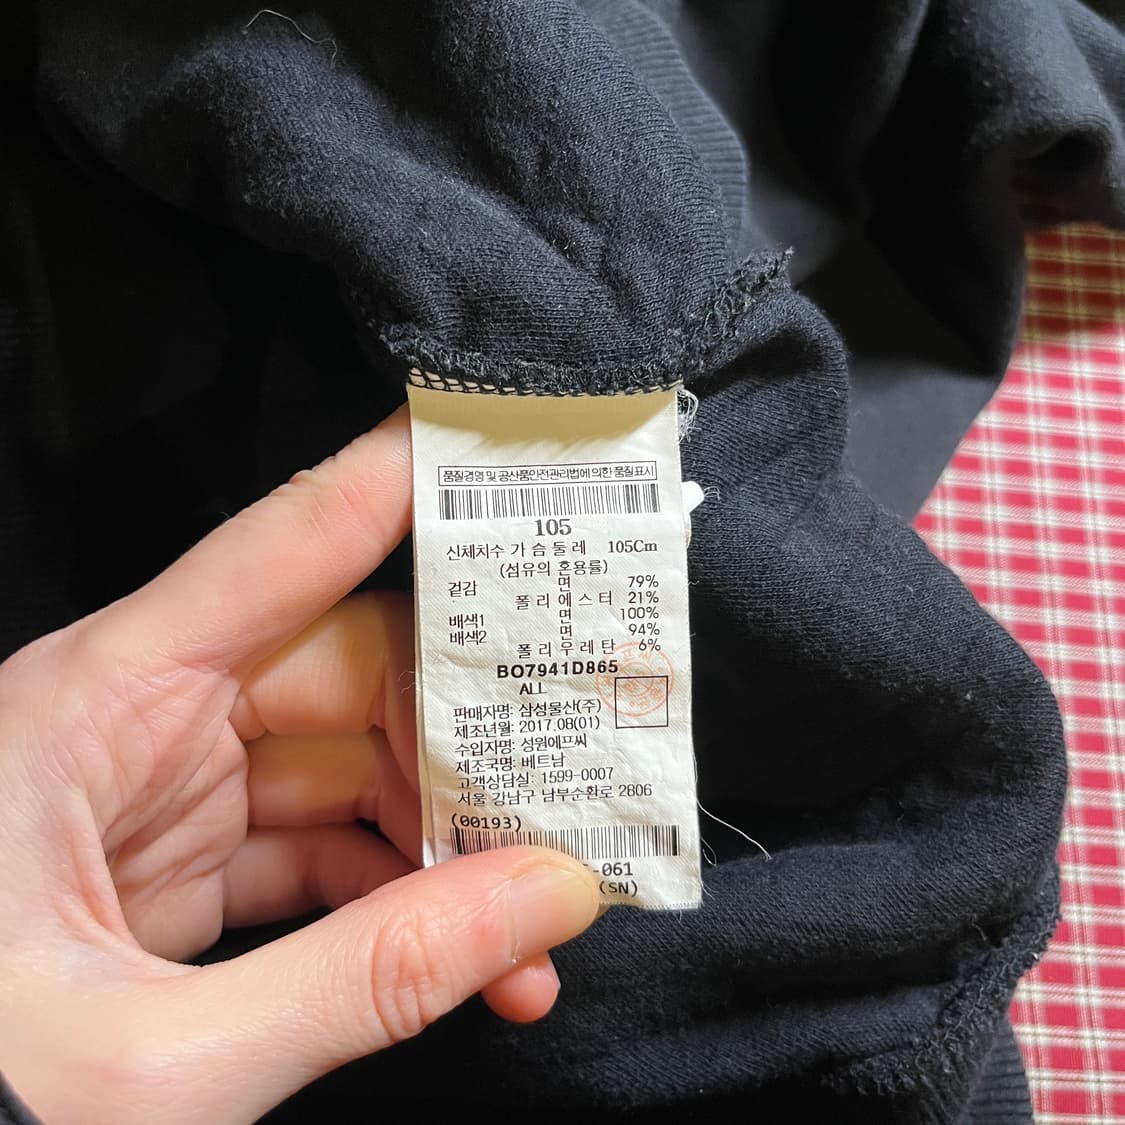 품질경영 및 공산품안전관리법에 의한 품질표시
105
신체치수 가슴둘레 105Cm
(섬유의 혼용률)
겉감 면 79%
폴리에스터 21%
배색1 면 100%
배색2 면 94%
폴리우레탄 6%
BO7941D865
ALL
판매자명: 삼성물산(주)
제조년월: 2017.08(01)
수입자명: 성원에프씨
제조국명: 베트남
고객상담실: 1599-0007
서울 강남구 남부순환로 2806
(00193)
-061
(SN)